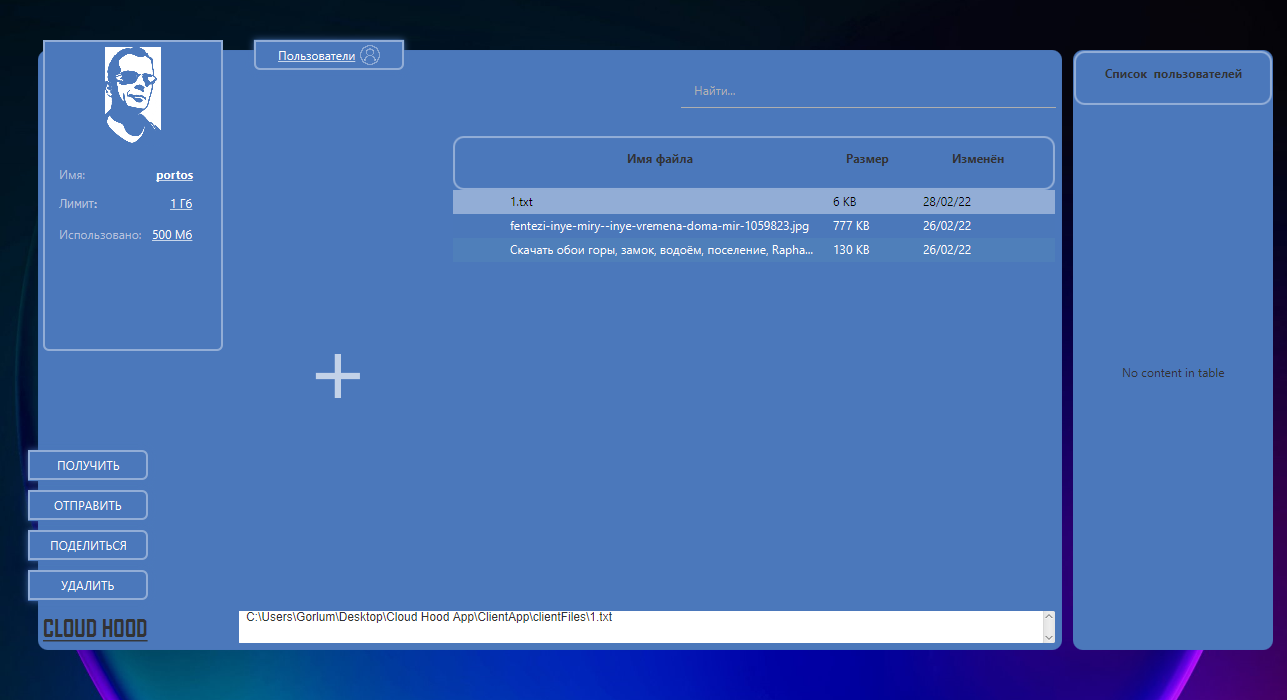 Пользователи
Список пользователей
Найти...
Имя: portos
Лимит: 1 Гб
Использовано: 500 Мб
Имя файла Размер Изменён
1.txt 6 KB 28/02/22
fentezi-inye-miry--inye-vremena-doma-mir-1059823.jpg 777 KB 26/02/22
Скачать обои горы, замок, водоём, поселение, Rapha... 130 KB 26/02/22
No content in table
ПОЛУЧИТЬ
ОТПРАВИТЬ
ПОДЕЛИТЬСЯ
УДАЛИТЬ
CLOUD HOOD
C:\Users\Gorlum\Desktop\Cloud Hood App\ClientApp\clientFiles\1.txt